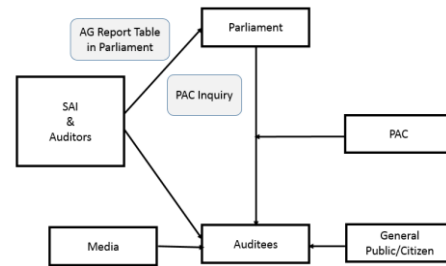 AG Report Table
in Parliament
Parliament
PAC Inquiry
SAI
&
Auditors
PAC
Media
Auditees
General
Public/Citizen